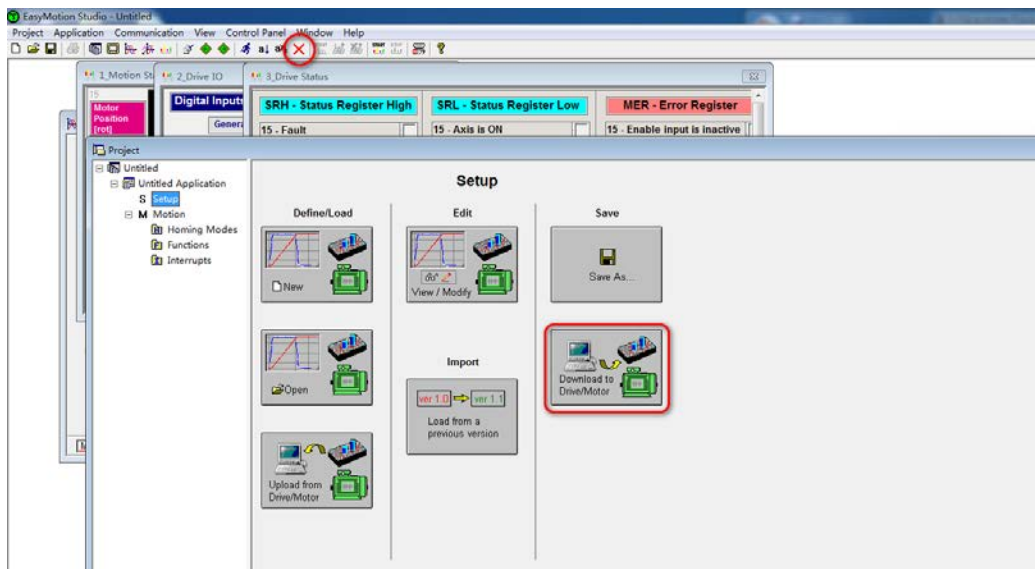 EasyMotion Studio - Untitled
Project Application Communication View Control Panel Window Help
1_Motion St
2_Drive IO
3_Drive Status
15
Motor
Position
[rot]
Digital Inputs
Genera
SRH - Status Register High
SRL - Status Register Low
MER - Error Register
15 - Fault
15 - Axis is ON
15 - Enable input is inactive
Project
Untitled
Untitled Application
S Setup
M Motion
Homing Modes
Functions
Interrupts
Setup
Define/Load
Edit
Save
New
View / Modify
Save As...
Open
Import
Download to
Drive/Motor
ver 1.0
ver 1.1
Load from a
previous version
Upload from
Drive/Motor